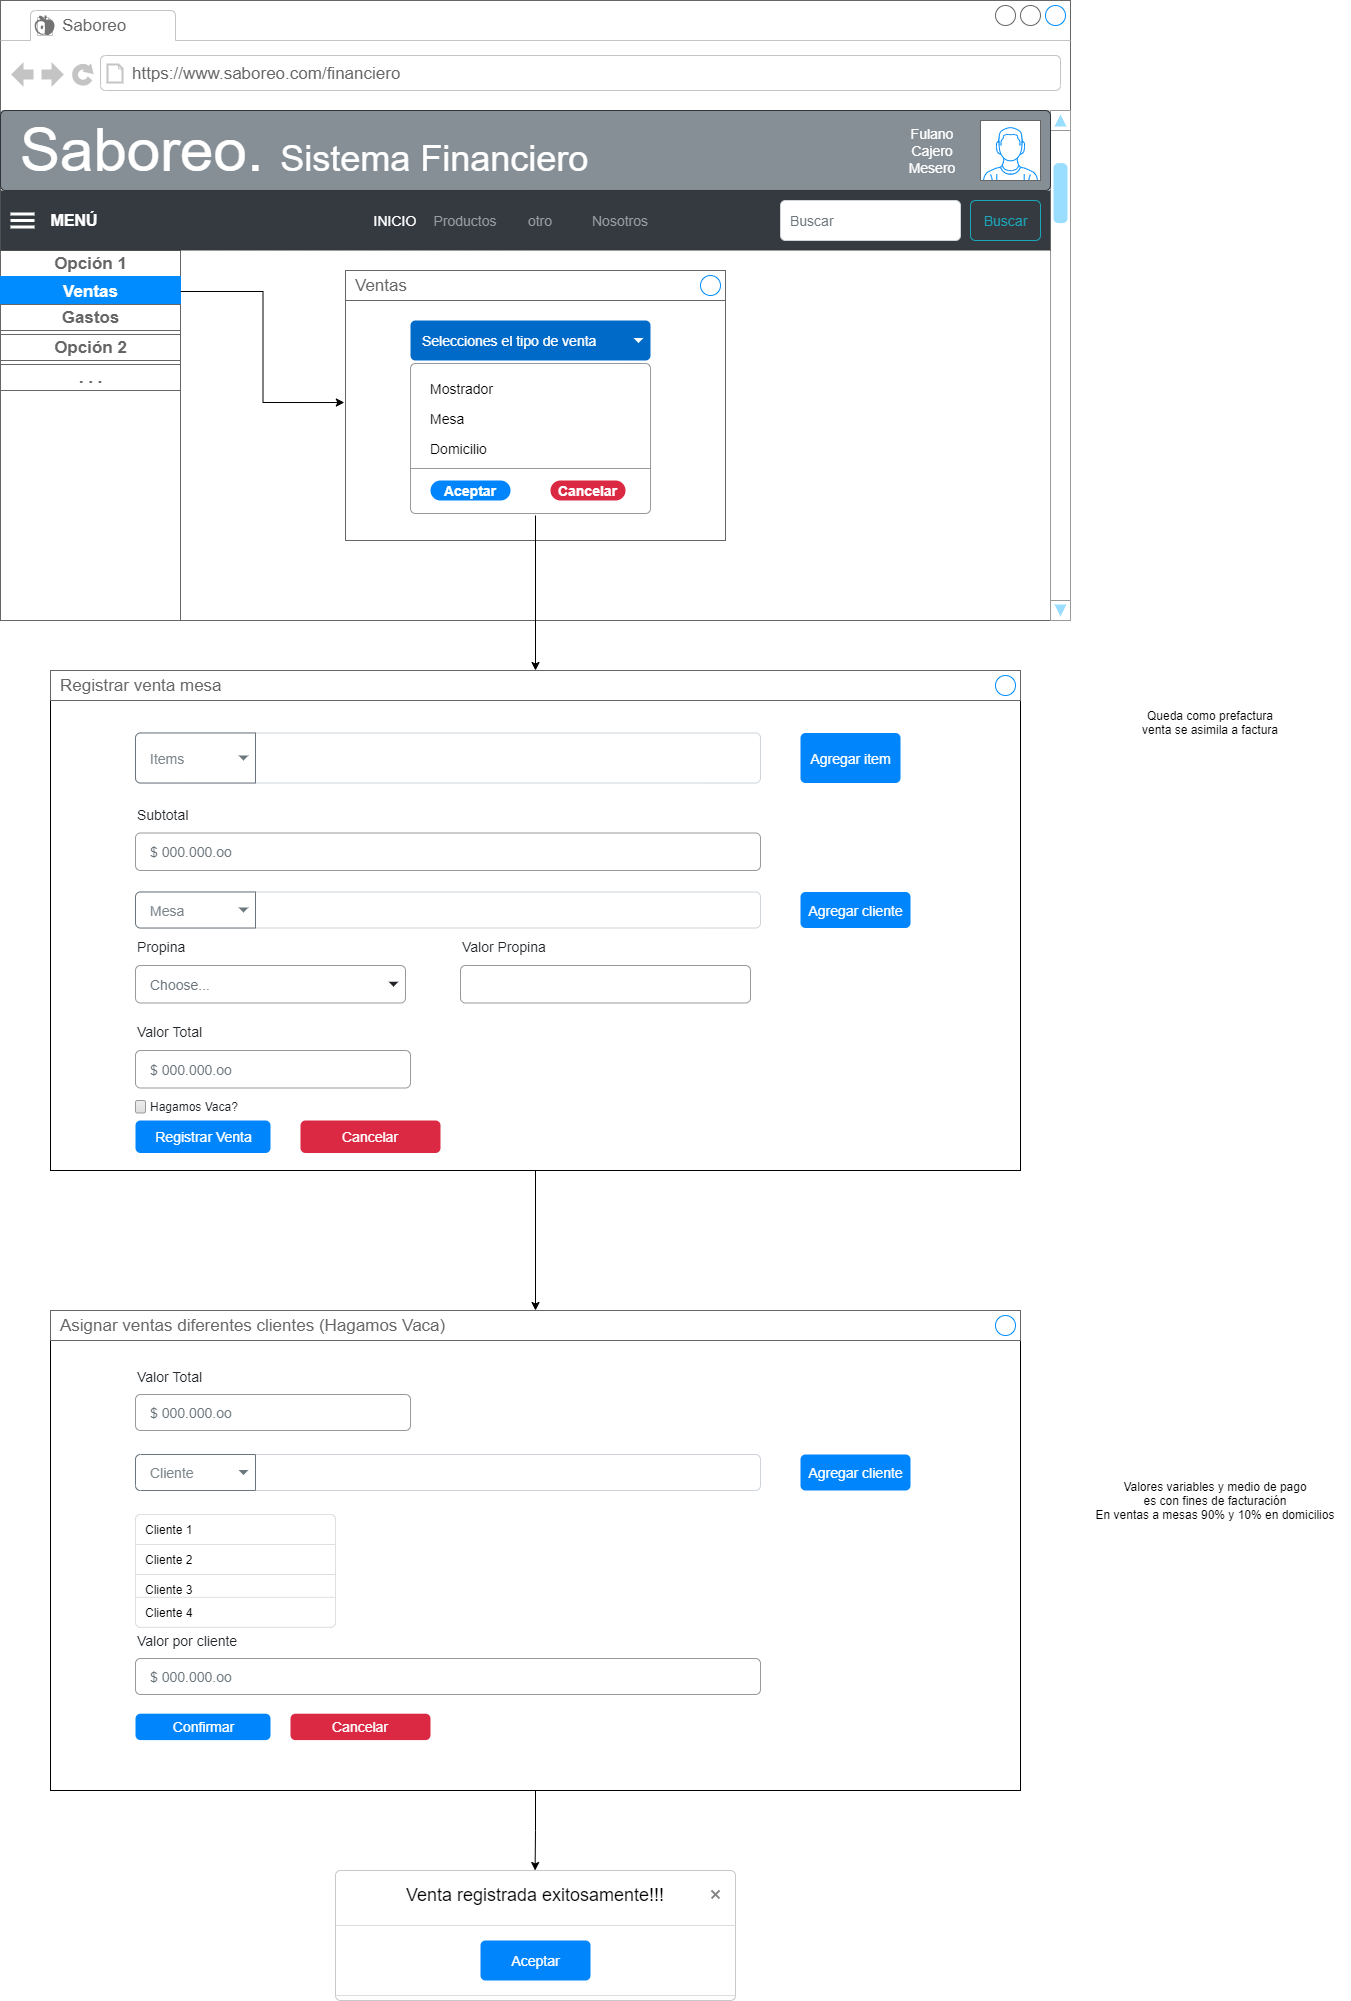 Saboreo
https://www.saboreo.com/financiero
Saboreo. Sistema Financiero
Fulano
Cajero
Mesero
MENÚ
INICIO
Productos
otro
Nosotros
Buscar
Buscar
Opción 1
Ventas
Gastos
Opción 2
. . .
Ventas
Selecciones el tipo de venta
Mostrador
Mesa
Domicilio
Aceptar
Cancelar
Registrar venta mesa
Items
Agregar item
Subtotal
$ 000.000.oo
Mesa
Agregar cliente
Propina
Valor Propina
Choose...
Valor Total
$ 000.000.oo
Hagamos Vaca?
Registrar Venta
Cancelar
Queda como prefactura
venta se asimila a factura
Asignar ventas diferentes clientes (Hagamos Vaca)
Valor Total
$ 000.000.oo
Cliente
Agregar cliente
Cliente 1
Cliente 2
Cliente 3
Cliente 4
Valor por cliente
$ 000.000.oo
Confirmar
Cancelar
Valores variables y medio de pago
es con fines de facturación
En ventas a mesas 90% y 10% en domicilios
Venta registrada exitosamente!!!
×
Aceptar